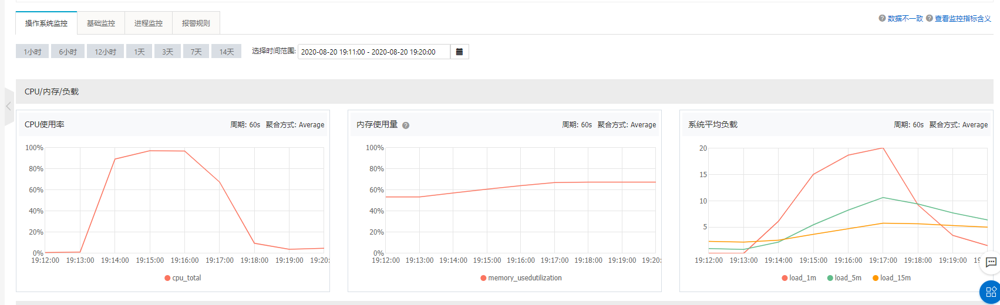 操作系统监控 基础监控 进程监控 报警规则 数据不一致 查看监控指标含义
1小时 6小时 12小时 1天 3天 7天 14天 选择时间范围: 2020-08-20 19:11:00 - 2020-08-20 19:20:00
CPU/内存/负载
CPU使用率 周期: 60s 聚合方式: Average
100%
80%
60%
40%
20%
0%
19:12:00 19:13:00 19:14:00 19:15:00 19:16:00 19:17:00 19:18:00 19:19:00 19:20:
cpu_total
内存使用量 周期: 60s 聚合方式: Average
100%
80%
60%
40%
20%
0%
19:12:00 19:13:00 19:14:00 19:15:00 19:16:00 19:17:00 19:18:00 19:19:00 19:20:
memory_usedutilization
系统平均负载 周期: 60s 聚合方式: Average
20
15
10
5
19:12:00 19:13:00 19:14:00 19:15:00 19:16:00 19:17:00 19:18:00 19:19:00
load_1m load_5m load_15m